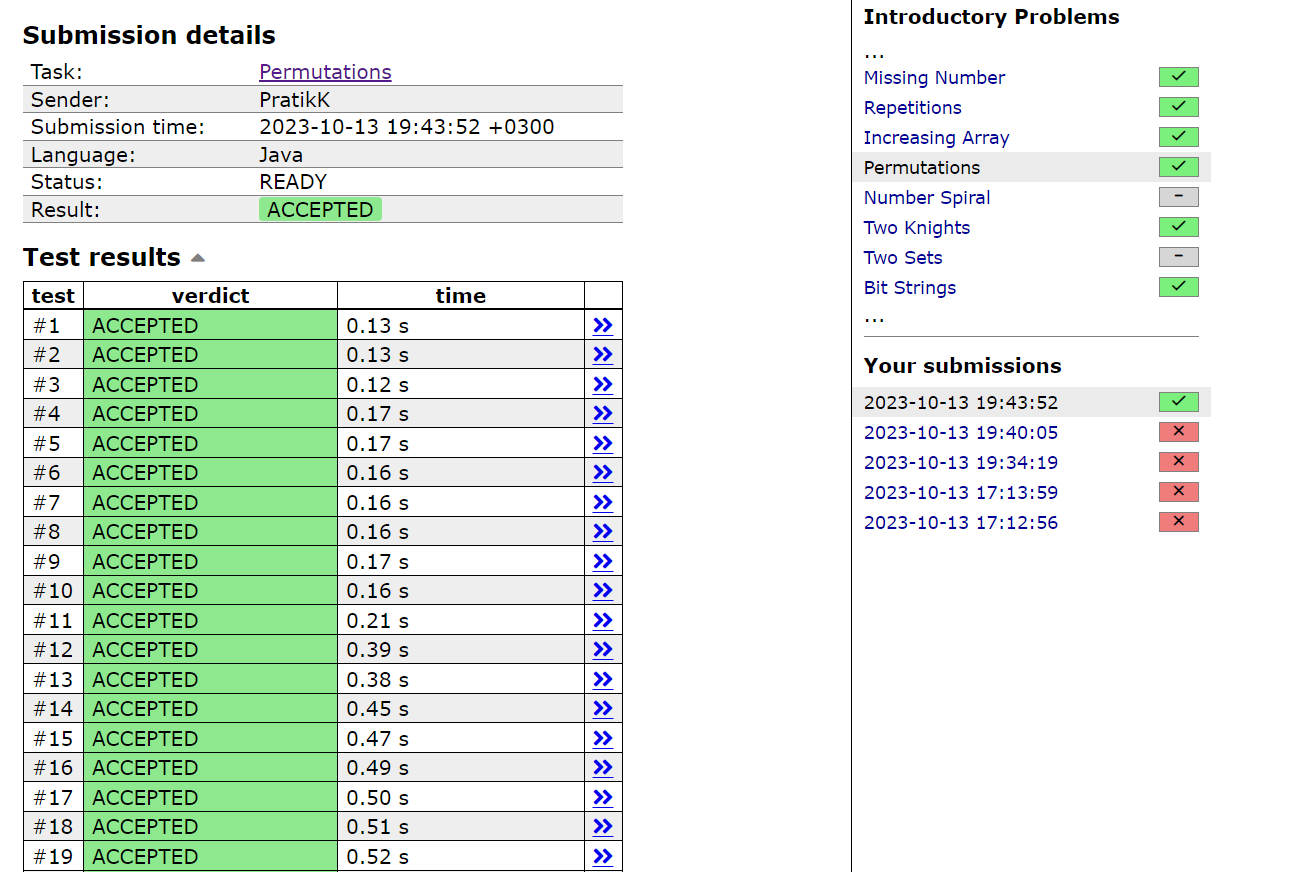 Submission details
Task: Permutations
Sender: PratikK
Submission time: 2023-10-13 19:43:52 +0300
Language: Java
Status: READY
Result: ACCEPTED
Test results
test verdict time
#1 ACCEPTED 0.13 s »
#2 ACCEPTED 0.13 s »
#3 ACCEPTED 0.12 s »
#4 ACCEPTED 0.17 s »
#5 ACCEPTED 0.17 s »
#6 ACCEPTED 0.16 s »
#7 ACCEPTED 0.16 s »
#8 ACCEPTED 0.16 s »
#9 ACCEPTED 0.17 s »
#10 ACCEPTED 0.16 s »
#11 ACCEPTED 0.21 s »
#12 ACCEPTED 0.39 s »
#13 ACCEPTED 0.38 s »
#14 ACCEPTED 0.45 s »
#15 ACCEPTED 0.47 s »
#16 ACCEPTED 0.49 s »
#17 ACCEPTED 0.50 s »
#18 ACCEPTED 0.51 s »
#19 ACCEPTED 0.52 s »
Introductory Problems
...
Missing Number
Repetitions
Increasing Array
Permutations
Number Spiral –
Two Knights
Two Sets –
Bit Strings
...
Your submissions
2023-10-13 19:43:52
2023-10-13 19:40:05
2023-10-13 19:34:19
2023-10-13 17:13:59
2023-10-13 17:12:56